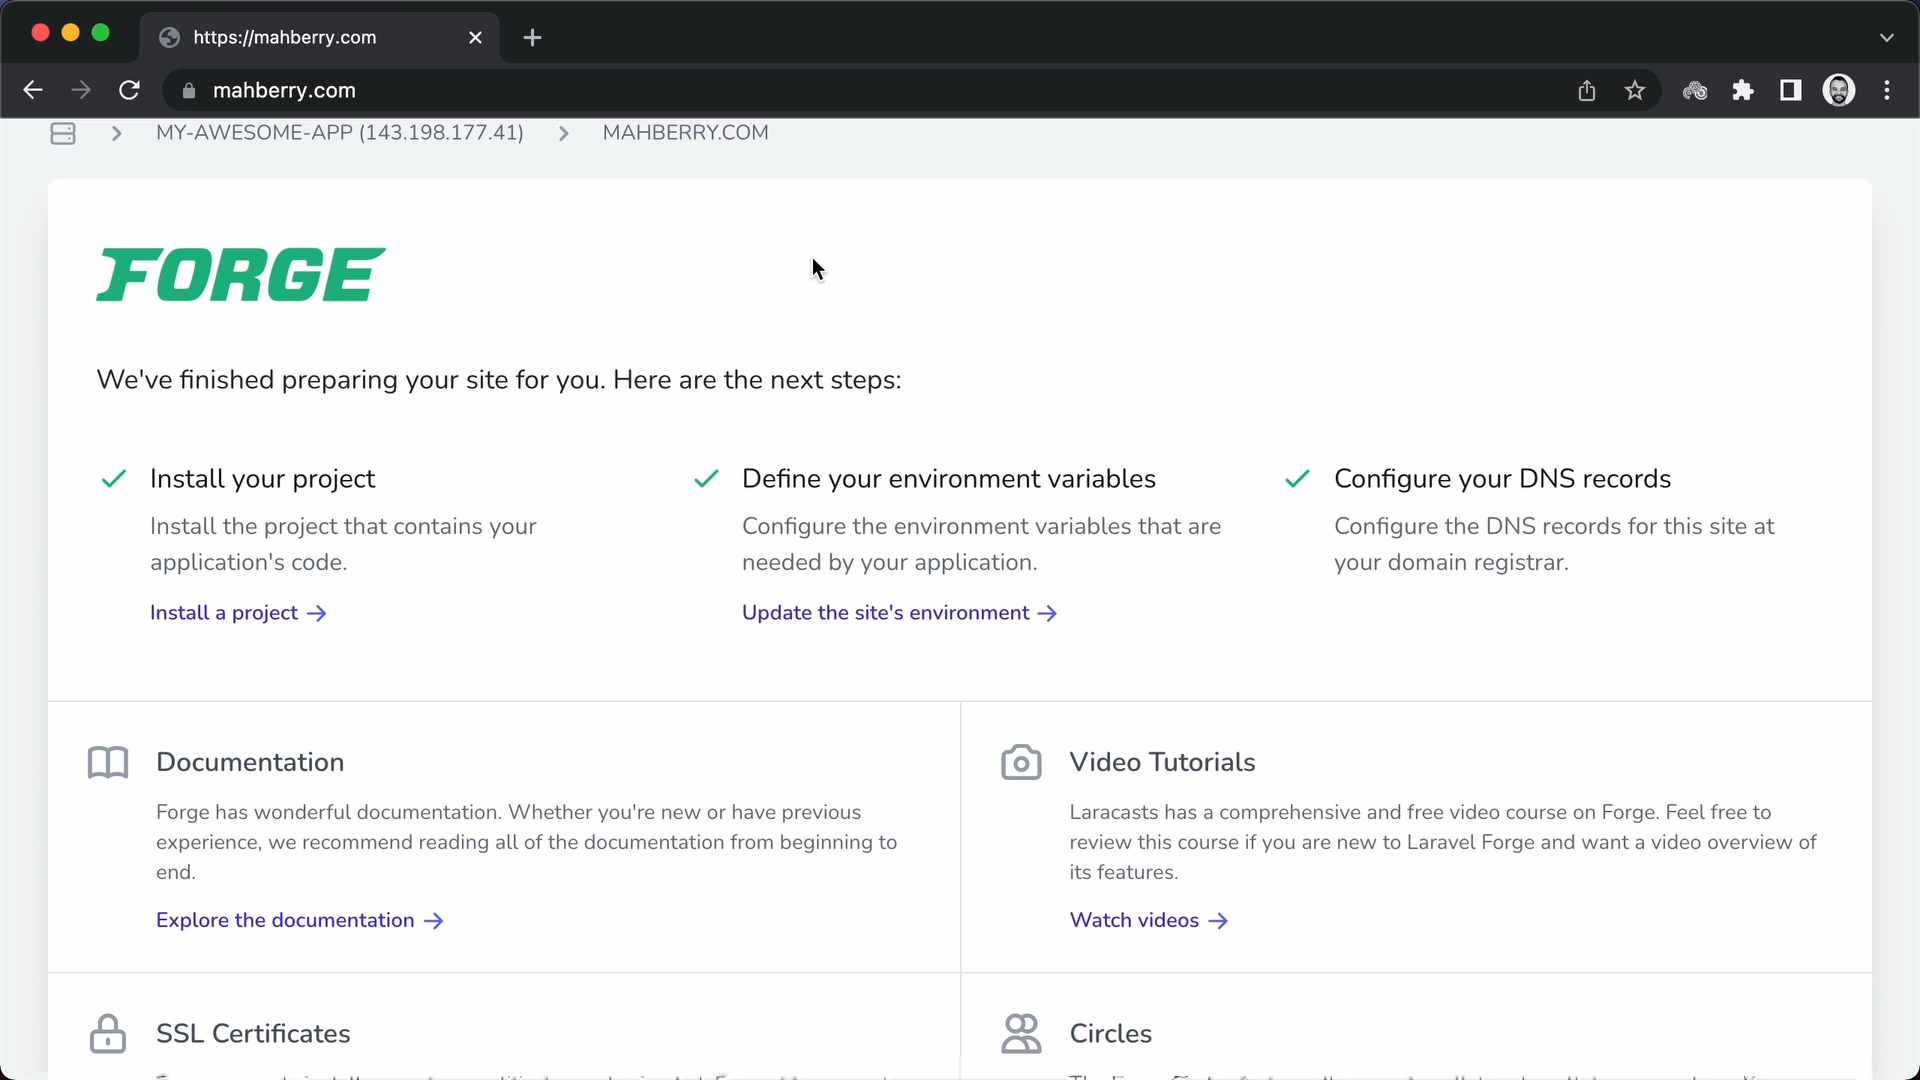 https://mahberry.com
mahberry.com
MY-AWESOME-APP (143.198.177.41)
MAHBERRY.COM
FORGE
We've finished preparing your site for you. Here are the next steps:
Install your project
Install the project that contains your
application's code.
Install a project
Define your environment variables
Configure the environment variables that are
needed by your application.
Update the site's environment
Configure your DNS records
Configure the DNS records for this site at
your domain registrar.
Documentation
Forge has wonderful documentation. Whether you're new or have previous
experience, we recommend reading all of the documentation from beginning to
end.
Explore the documentation
Video Tutorials
Laracasts has a comprehensive and free video course on Forge. Feel free to
review this course if you are new to Laravel Forge and want a video overview of
its features.
Watch videos
SSL Certificates
Circles